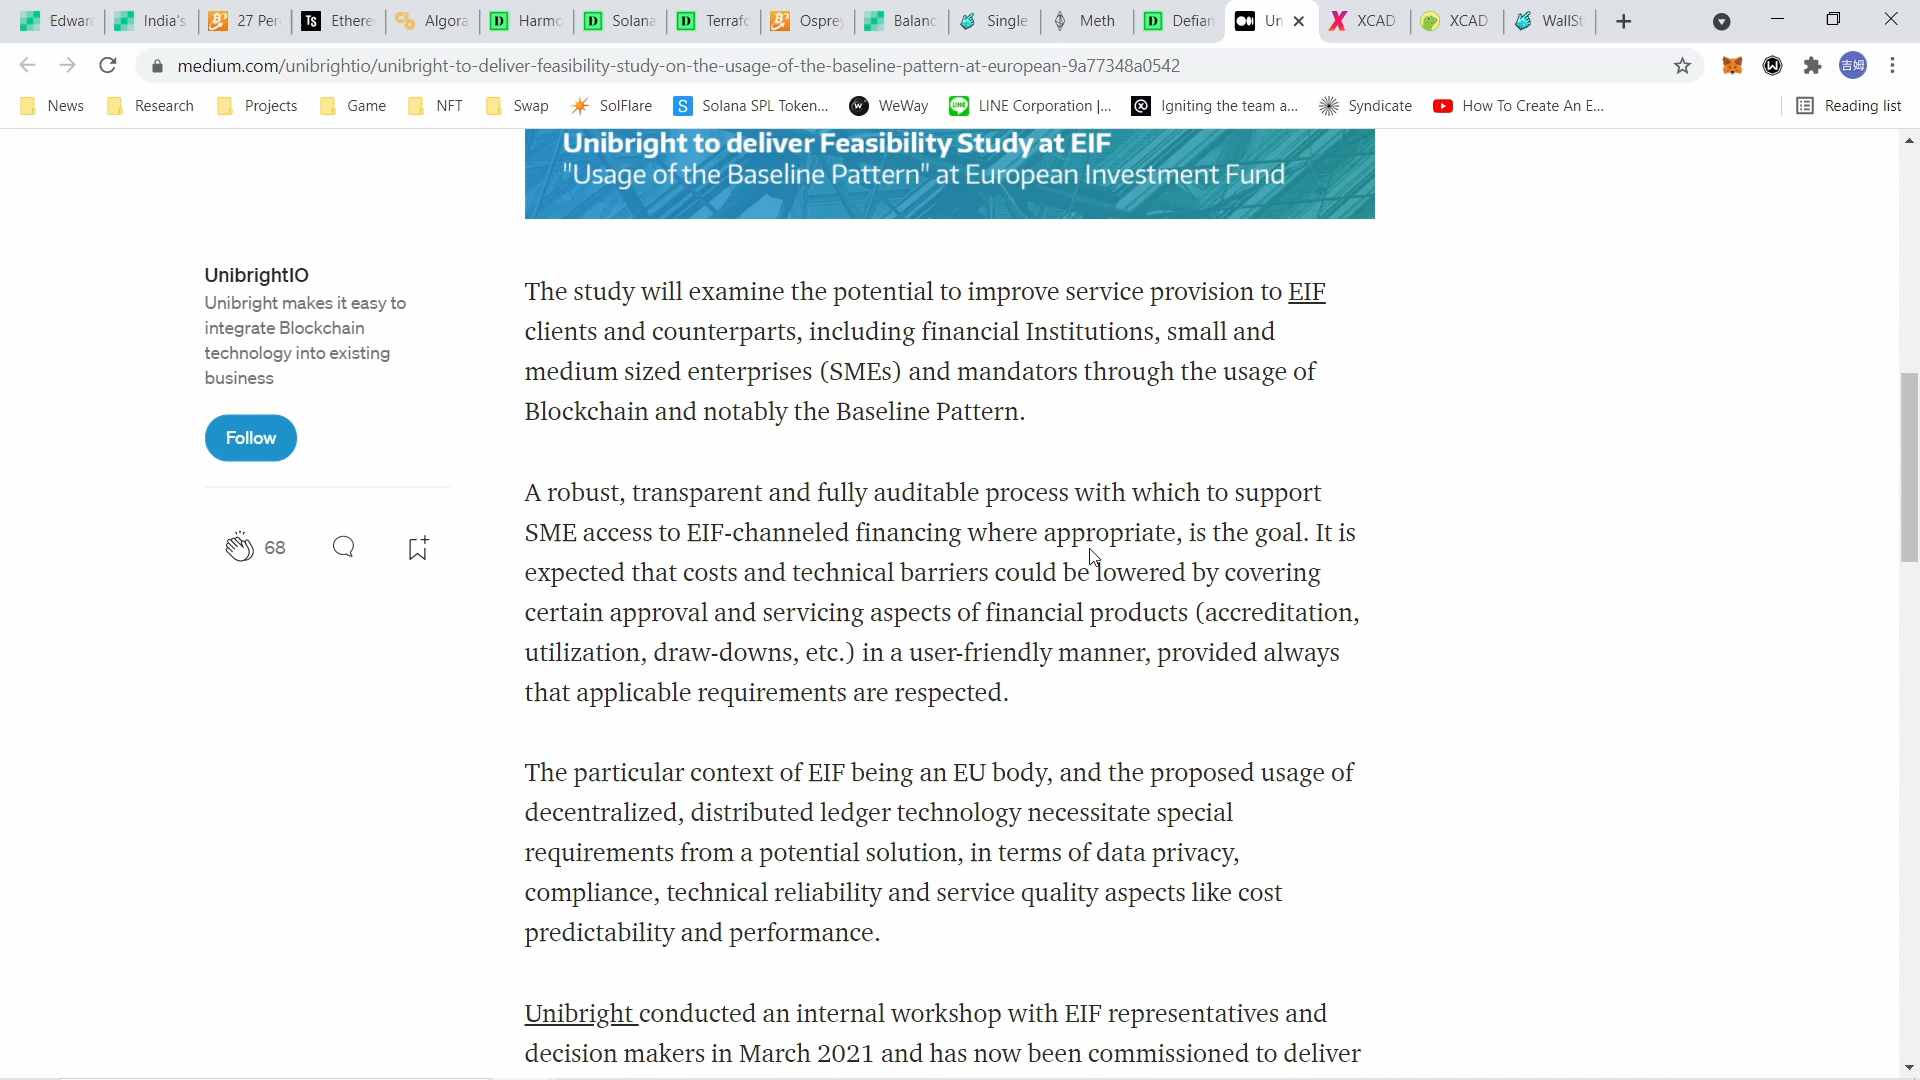 Edward
India's
27 Per
Ts
Ethere
Algora
D
Harmo
D
Solana
D
Terrafo
Osprey
Balanc
Single
Meth
D
Defian
Un
XCAD
XCAD
WallSt
medium.com/unibrightio/unibright-to-deliver-feasibility-study-on-the-usage-of-the-baseline-pattern-at-european-9a77348a0542
吉姆
News
Research
Projects
Game
NFT
Swap
SolFlare
S
Solana SPL Token...
WeWay
LINE Corporation |...
Igniting the team a...
Syndicate
How To Create An E...
Reading list
Unibright to deliver Feasibility Study at EIF
"Usage of the Baseline Pattern" at European Investment Fund
UnibrightIO
Unibright makes it easy to
integrate Blockchain
technology into existing
business
Follow
68
The study will examine the potential to improve service provision to EIF
clients and counterparts, including financial Institutions, small and
medium sized enterprises (SMEs) and mandators through the usage of
Blockchain and notably the Baseline Pattern.
A robust, transparent and fully auditable process with which to support
SME access to EIF-channeled financing where appropriate, is the goal. It is
expected that costs and technical barriers could be lowered by covering
certain approval and servicing aspects of financial products (accreditation,
utilization, draw-downs, etc.) in a user-friendly manner, provided always
that applicable requirements are respected.
The particular context of EIF being an EU body, and the proposed usage of
decentralized, distributed ledger technology necessitate special
requirements from a potential solution, in terms of data privacy,
compliance, technical reliability and service quality aspects like cost
predictability and performance.
Unibright conducted an internal workshop with EIF representatives and
decision makers in March 2021 and has now been commissioned to deliver